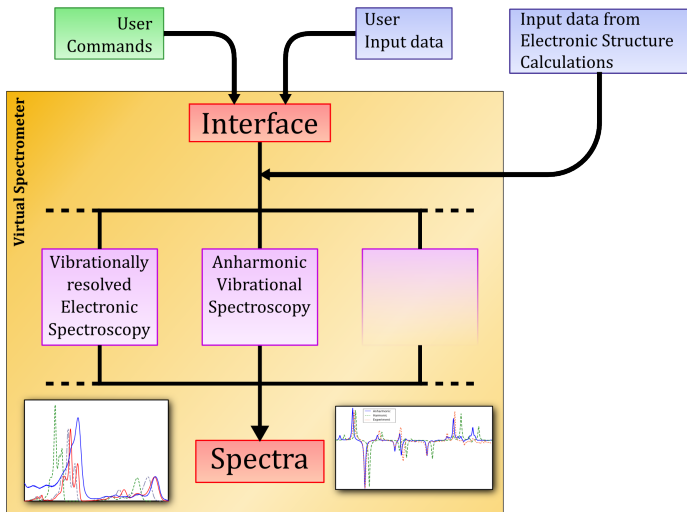 User
Commands
User
Input data
Input data from
Electronic Structure
Calculations
Virtual Spectrometer
Interface
Vibrationally
resolved
Electronic
Spectroscopy
Anharmonic
Vibrational
Spectroscopy
Spectra
Anharmonic
Harmonic
Experiment